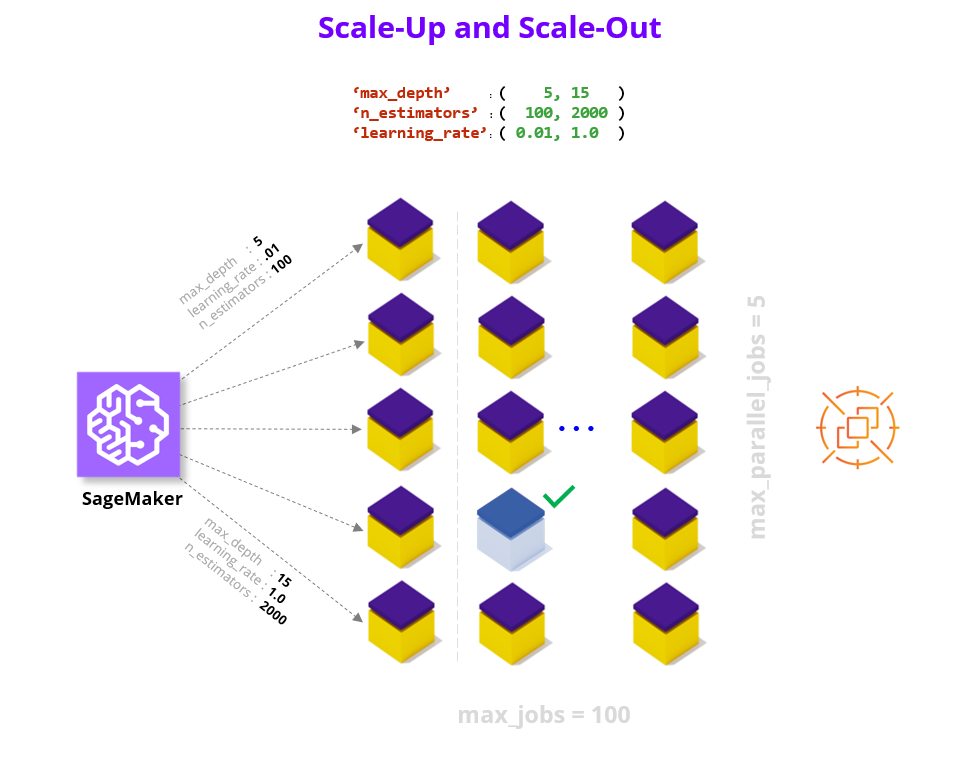 Scale-Up and Scale-Out
‘max_depth’ : ( 5, 15 )
‘n_estimators’ : ( 100, 2000 )
‘learning_rate’: ( 0.01, 1.0 )
max_depth : 5
learning_rate : .01
n_estimators : 100
max_parallel_jobs = 5
...
SageMaker
max_depth : 15
learning_rate : 1.0
n_estimators : 2000
max_jobs = 100